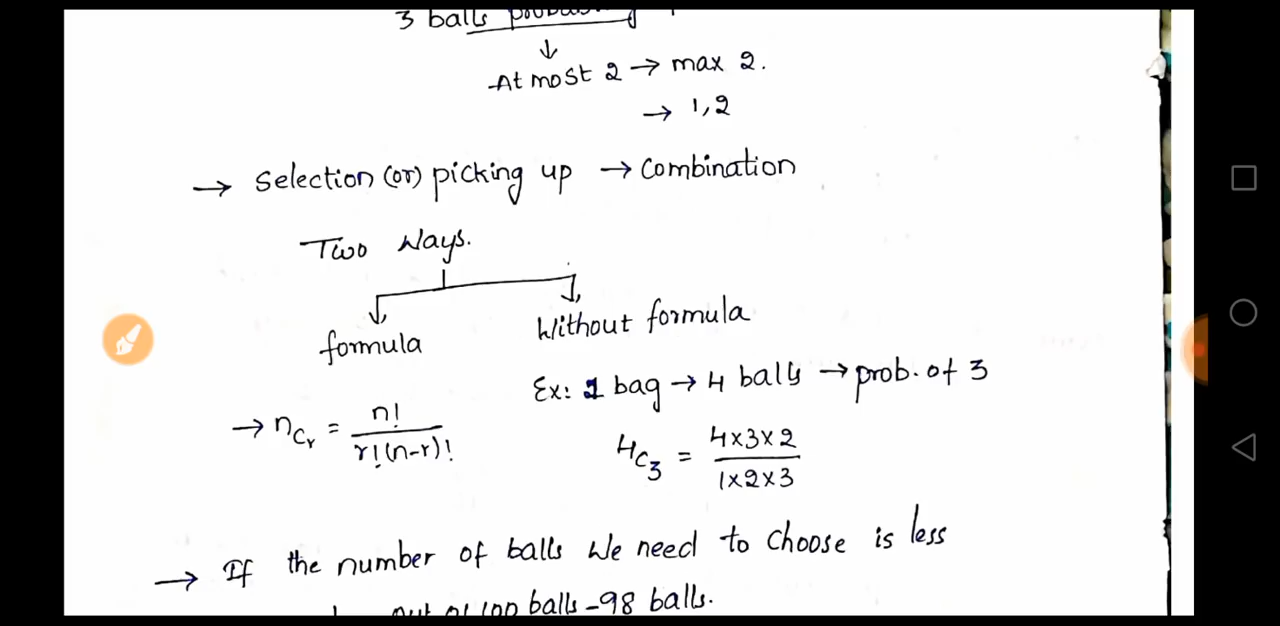 3 balls
At most 2 → max 2.
→ 1,2
→ Selection (or) picking up → Combination
Two Ways.
formula
Without formula
Ex: 1 bag → 4 balls → prob. of 3
→ nCr = n! / r!(n-r)!
4C3 = 4×3×2 / 1×2×3
→ If the number of balls We need to choose is less
out of 100 balls - 98 balls.